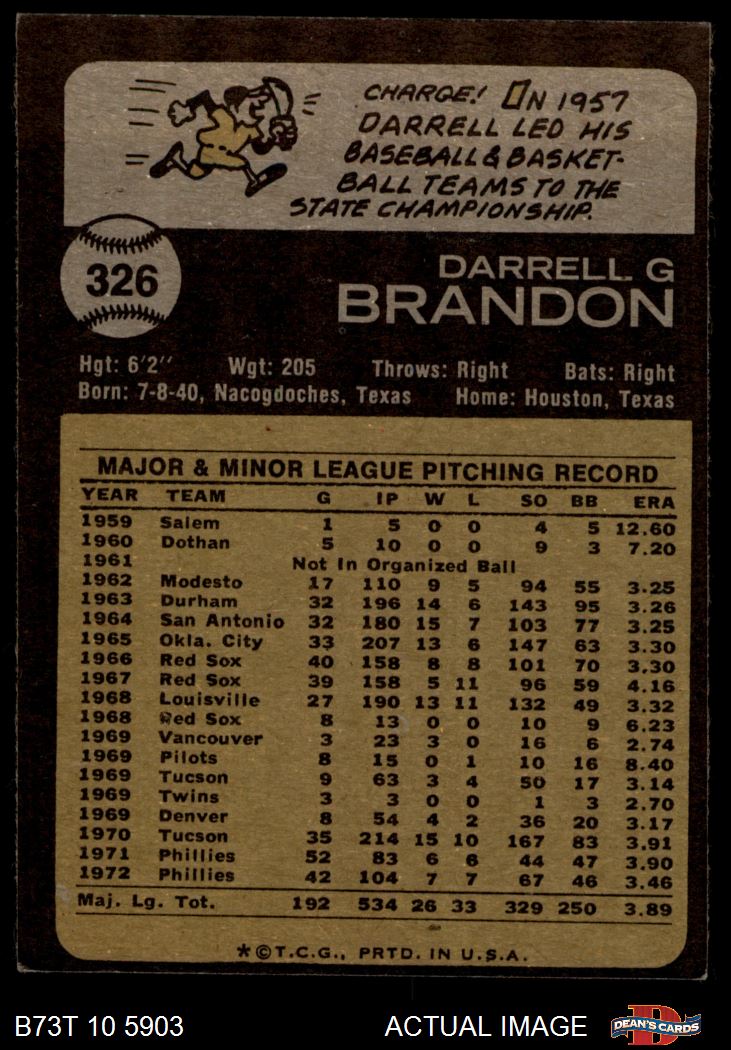 CHARGE! IN 1957
DARRELL LED HIS
BASEBALL & BASKET-
BALL TEAMS TO THE
STATE CHAMPIONSHIP.
326
DARRELL G
BRANDON
Hgt: 6'2" Wgt: 205 Throws: Right Bats: Right
Born: 7-8-40, Nacogdoches, Texas Home: Houston, Texas
MAJOR & MINOR LEAGUE PITCHING RECORD
YEAR TEAM G IP W L SO BB ERA
1959 Salem 1 5 0 0 4 5 12.60
1960 Dothan 5 10 0 0 9 3 7.20
1961 Not In Organized Ball
1962 Modesto 17 110 9 5 94 55 3.25
1963 Durham 32 196 14 6 143 95 3.26
1964 San Antonio 32 180 15 7 103 77 3.25
1965 Okla. City 33 207 13 6 147 63 3.30
1966 Red Sox 40 158 8 8 101 70 3.30
1967 Red Sox 39 158 5 11 96 59 4.16
1968 Louisville 27 190 13 11 132 49 3.32
1968 Red Sox 8 13 0 0 10 9 6.23
1969 Vancouver 3 23 3 0 16 6 2.74
1969 Pilots 8 15 0 1 10 16 8.40
1969 Tucson 9 63 3 4 50 17 3.14
1969 Twins 3 3 0 0 1 3 2.70
1969 Denver 8 54 4 2 36 20 3.17
1970 Tucson 35 214 15 10 167 83 3.91
1971 Phillies 52 83 6 6 44 47 3.90
1972 Phillies 42 104 7 7 67 46 3.46
Maj. Lg. Tot. 192 534 26 33 329 250 3.89
*©T.C.G., PRTD. IN U.S.A.
B73T 10 5903 ACTUAL IMAGE DEAN'S CARDS